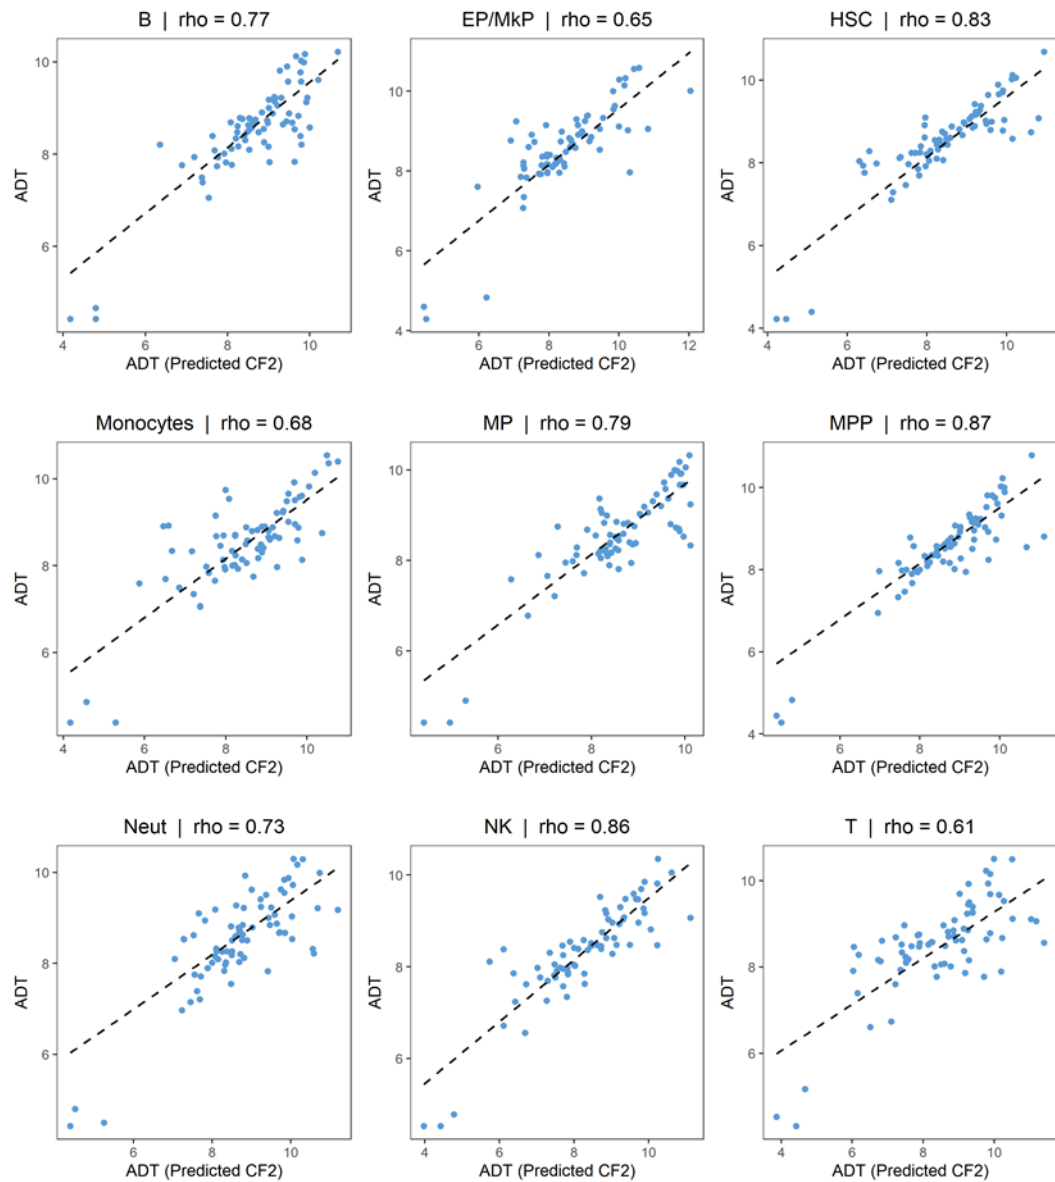 B | rho = 0.77
EP/MkP | rho = 0.65
HSC | rho = 0.83
10
8
6
ADT
4 6 8 10
ADT (Predicted CF2)
10
8
6
4
ADT
4 6 8 10 12
ADT (Predicted CF2)
10
8
6
4
ADT
4 6 8 10
ADT (Predicted CF2)
Monocytes | rho = 0.68
MP | rho = 0.79
MPP | rho = 0.87
10
8
6
ADT
4 6 8 10
ADT (Predicted CF2)
10
8
6
ADT
6 8 10
ADT (Predicted CF2)
10
8
6
4
ADT
6 8 10
ADT (Predicted CF2)
Neut | rho = 0.73
NK | rho = 0.86
T | rho = 0.61
10
8
6
ADT
6 8 10
ADT (Predicted CF2)
10
8
6
ADT
4 6 8 10
ADT (Predicted CF2)
10
8
6
ADT
4 6 8 10
ADT (Predicted CF2)